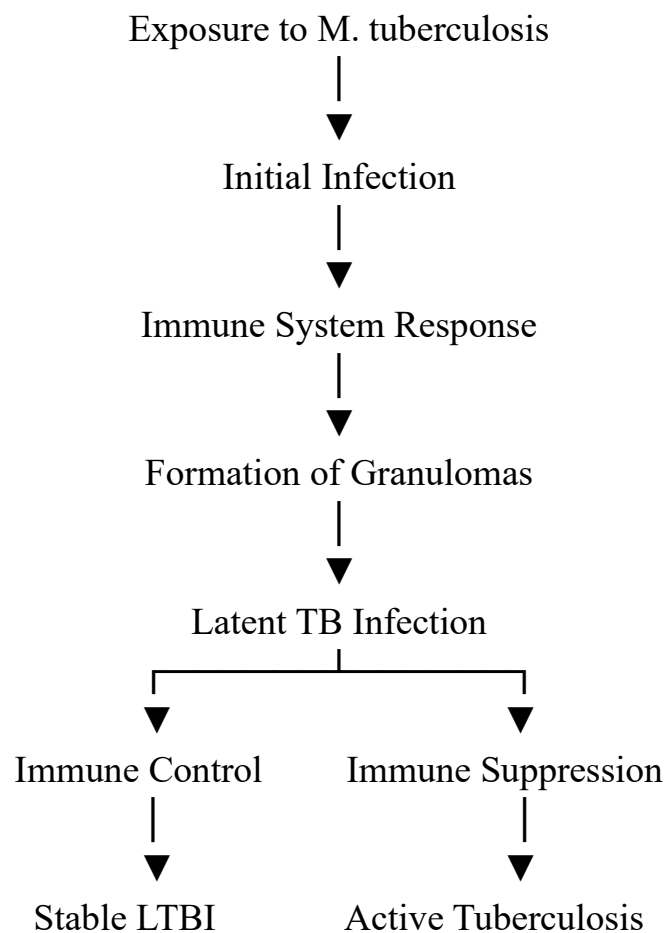 Exposure to M. tuberculosis
Initial Infection
Immune System Response
Formation of Granulomas
Latent TB Infection
Immune Control
Immune Suppression
Stable LTBI
Active Tuberculosis